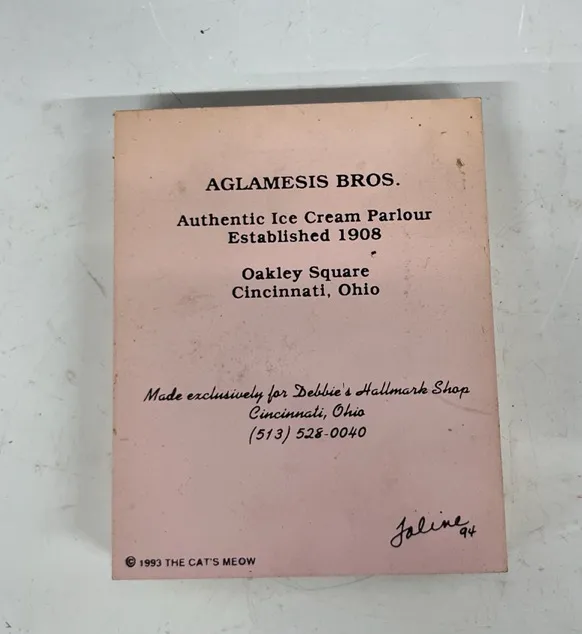 AGLAMESIS BROS.
Authentic Ice Cream Parlour
Established 1908
Oakley Square
Cincinnati, Ohio
Made exclusively for Debbie's Hallmark Shop
Cincinnati, Ohio
(513) 528-0040
Faline
94
© 1993 THE CAT'S MEOW